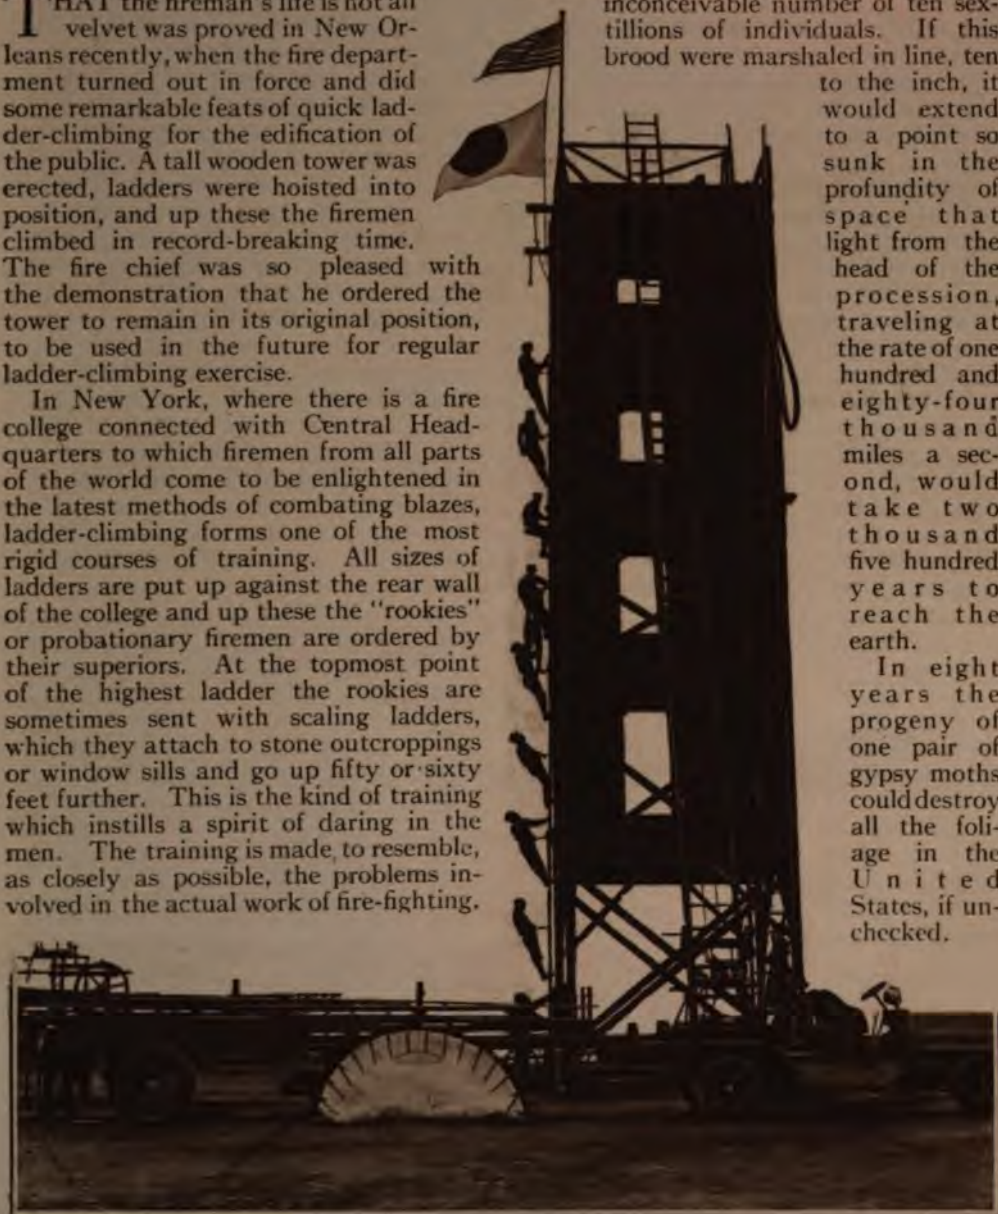 THAT the fireman's life is not all
velvet was proved in New Or-
leans recently, when the fire depart-
ment turned out in force and did
some remarkable feats of quick lad-
der-climbing for the edification of
the public. A tall wooden tower was
erected, ladders were hoisted into
position, and up these the firemen
climbed in record-breaking time.
The fire chief was so pleased with
the demonstration that he ordered the
tower to remain in its original position,
to be used in the future for regular
ladder-climbing exercise.
In New York, where there is a fire
college connected with Central Head-
quarters to which firemen from all parts
of the world come to be enlightened in
the latest methods of combating blazes,
ladder-climbing forms one of the most
rigid courses of training. All sizes of
ladders are put up against the rear wall
of the college and up these the "rookies"
or probationary firemen are ordered by
their superiors. At the topmost point
of the highest ladder the rookies are
sometimes sent with scaling ladders,
which they attach to stone outcroppings
or window sills and go up fifty or sixty
feet further. This is the kind of training
which instills a spirit of daring in the
men. The training is made to resemble,
as closely as possible, the problems in-
volved in the actual work of fire-fighting.
inconceivable number of ten sex-
tillions of individuals. If this
brood were marshaled in line, ten
to the inch, it
would extend
to a point so
sunk in the
profundity of
space that
light from the
head of the
procession,
traveling at
the rate of one
hundred and
eighty-four
thousand
miles a sec-
ond, would
take two
thousand
five hundred
years to
reach the
earth.
In eight
years the
progeny of
one pair of
gypsy moths
could destroy
all the foli-
age in the
United
States, if un-
checked.